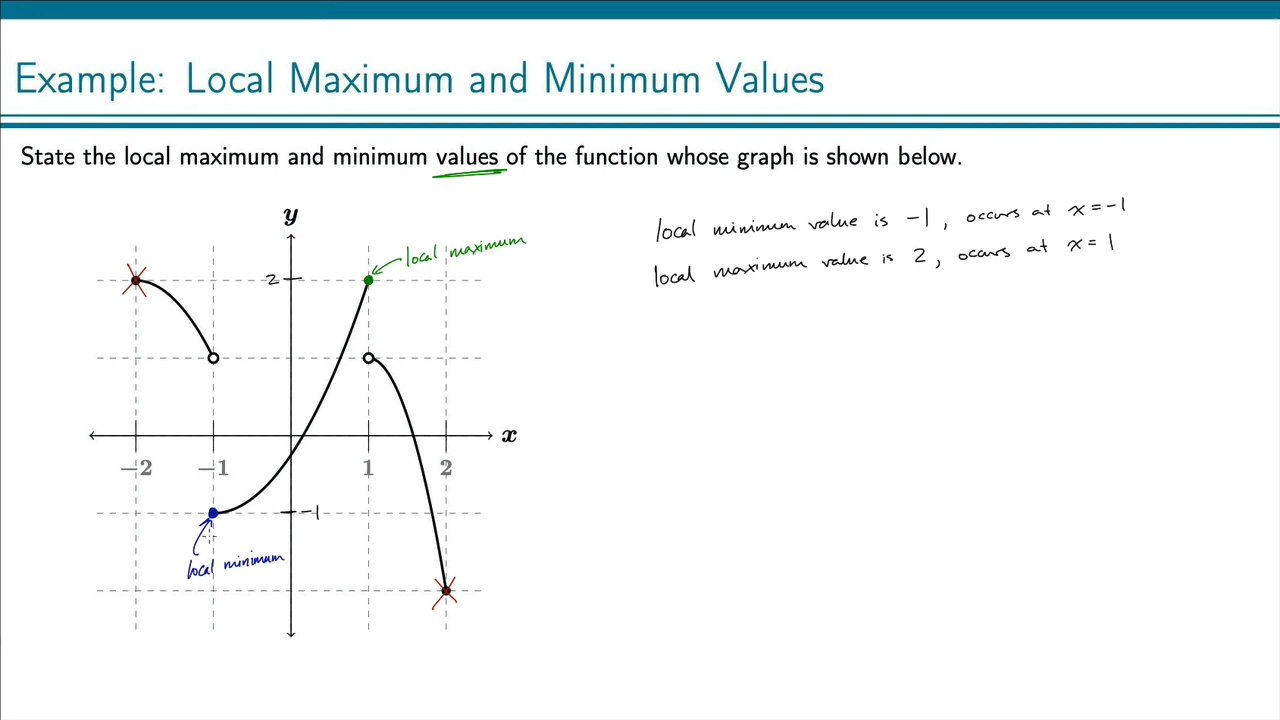 Example: Local Maximum and Minimum Values
State the local maximum and minimum values of the function whose graph is shown below.
local minimum value is -1, occurs at x=-1
local maximum value is 2, occurs at x=1
y
local maximum
2
x
−2 −1 1 2
-1
local minimum